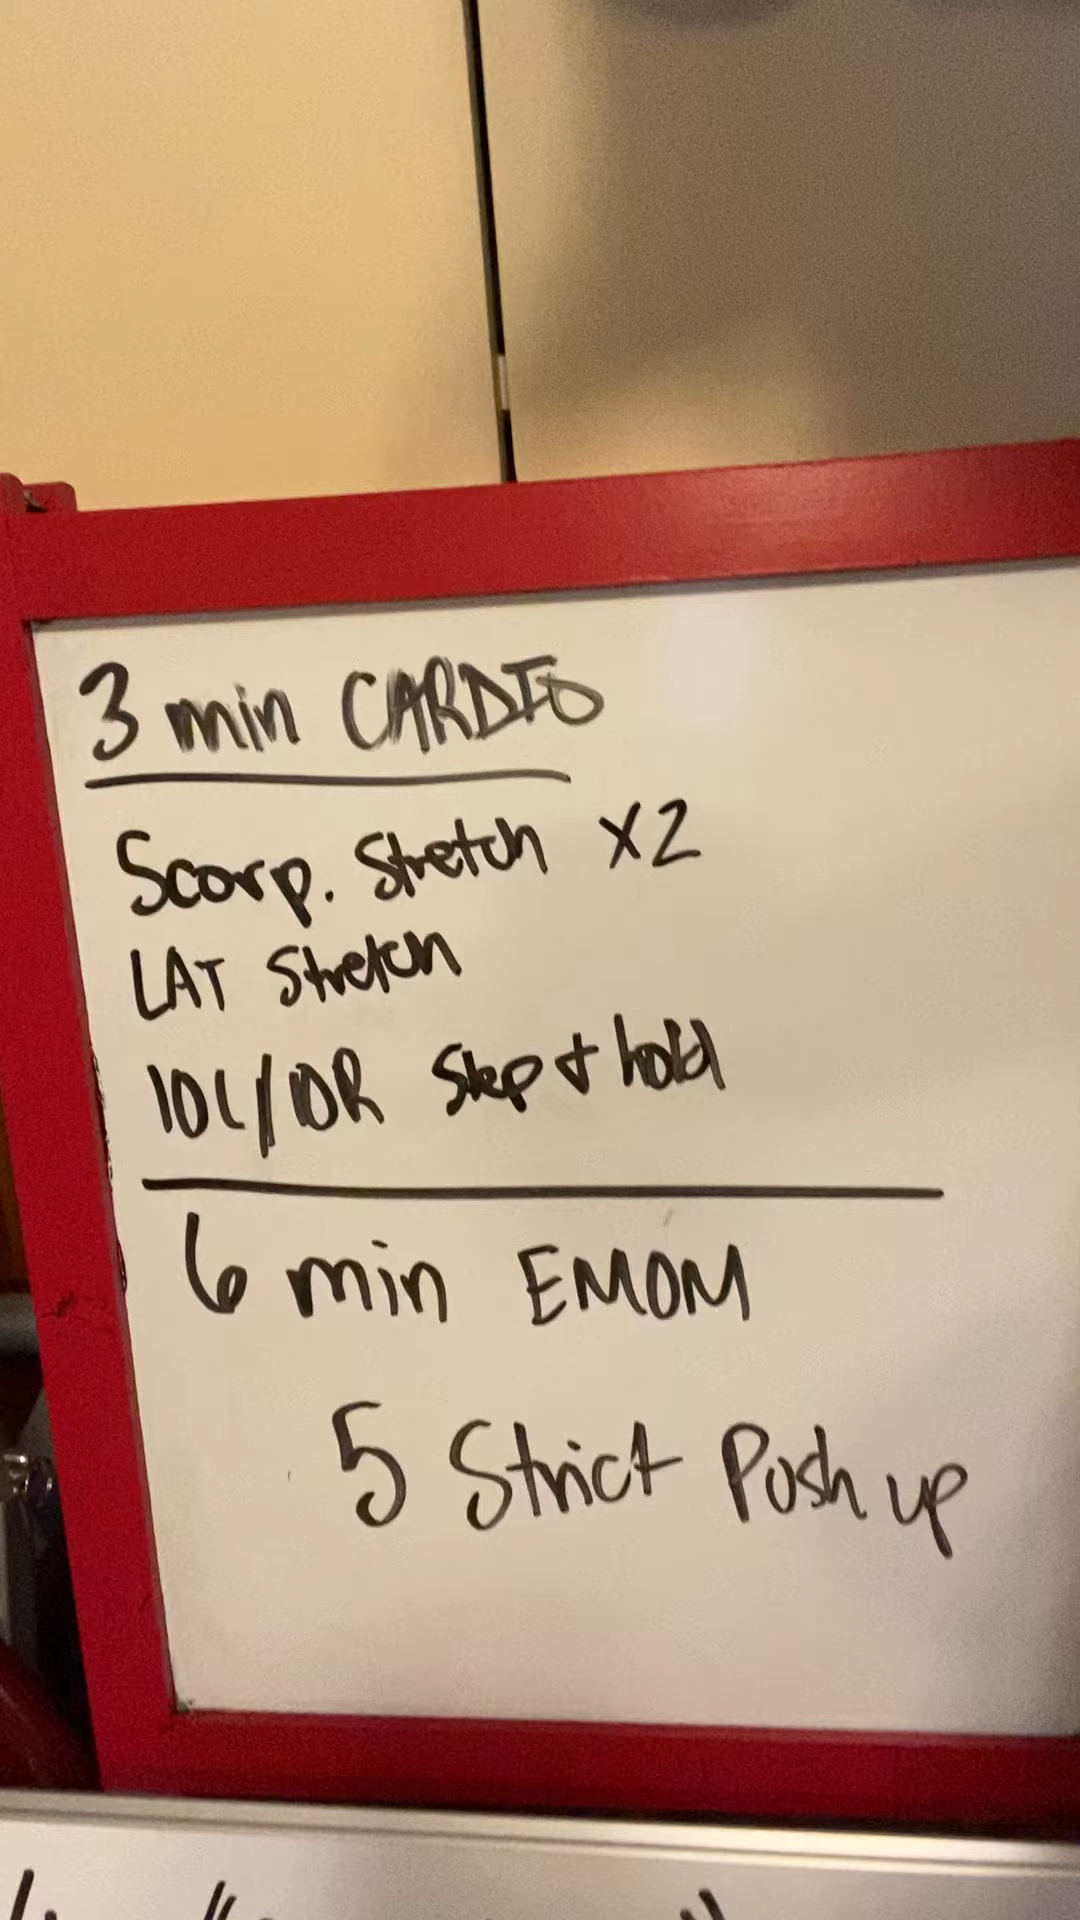 3 min CARDIO
Scorp. Stretch X2
LAT Stretch
10L/10R Step + hold
6 min EMOM
5 Strict Push up